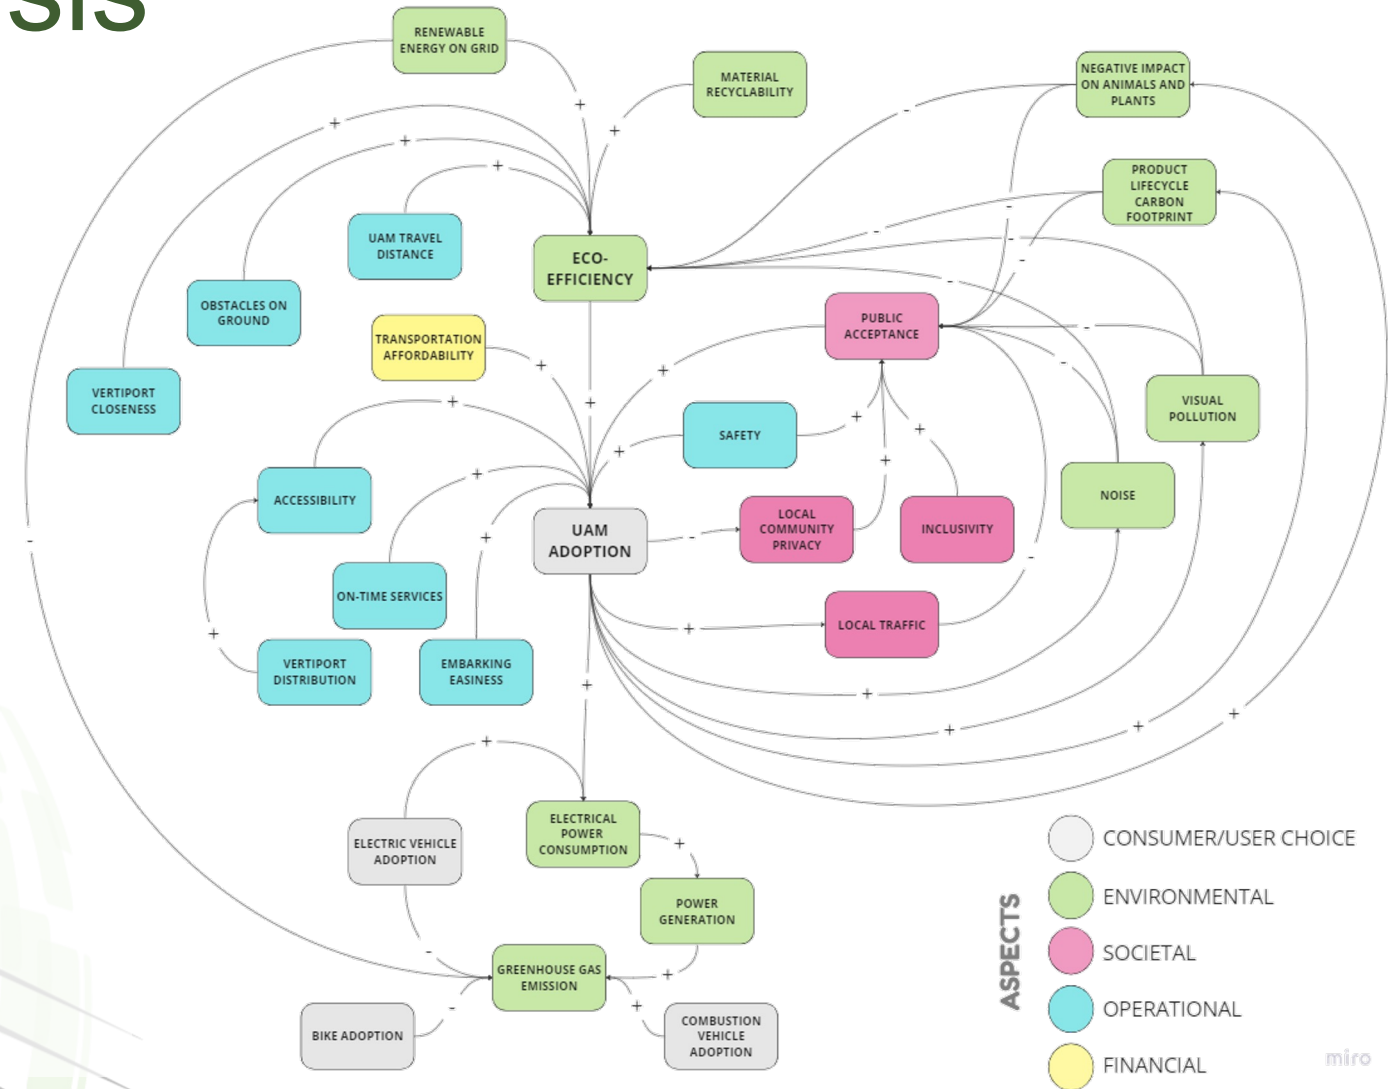 sis
RENEWABLE
ENERGY ON GRID
MATERIAL
RECYCLABILITY
NEGATIVE IMPACT
ON ANIMALS AND
PLANTS
+
+
-
+
+
+
PRODUCT
LIFECYCLE
CARBON
FOOTPRINT
-
-
-
-
-
UAM TRAVEL
DISTANCE
ECO-
EFFICIENCY
OBSTACLES ON
GROUND
PUBLIC
ACCEPTANCE
TRANSPORTATION
AFFORDABILITY
-
-
+
+
VERTIPORT
CLOSENESS
+
+
VISUAL
POLLUTION
SAFETY
+
+
+
+
+
ACCESSIBILITY
NOISE
UAM
ADOPTION
LOCAL
COMMUNITY
PRIVACY
INCLUSIVITY
-
+
-
-
ON-TIME SERVICES
LOCAL TRAFFIC
+
+
VERTIPORT
DISTRIBUTION
EMBARKING
EASINESS
+
+
+
+
+
+
ELECTRICAL
POWER
CONSUMPTION
ELECTRIC VEHICLE
ADOPTION
+
POWER
GENERATION
-
+
GREENHOUSE GAS
EMISSION
-
+
BIKE ADOPTION
COMBUSTION
VEHICLE
ADOPTION
ASPECTS
CONSUMER/USER CHOICE
ENVIRONMENTAL
SOCIETAL
OPERATIONAL
FINANCIAL
miro